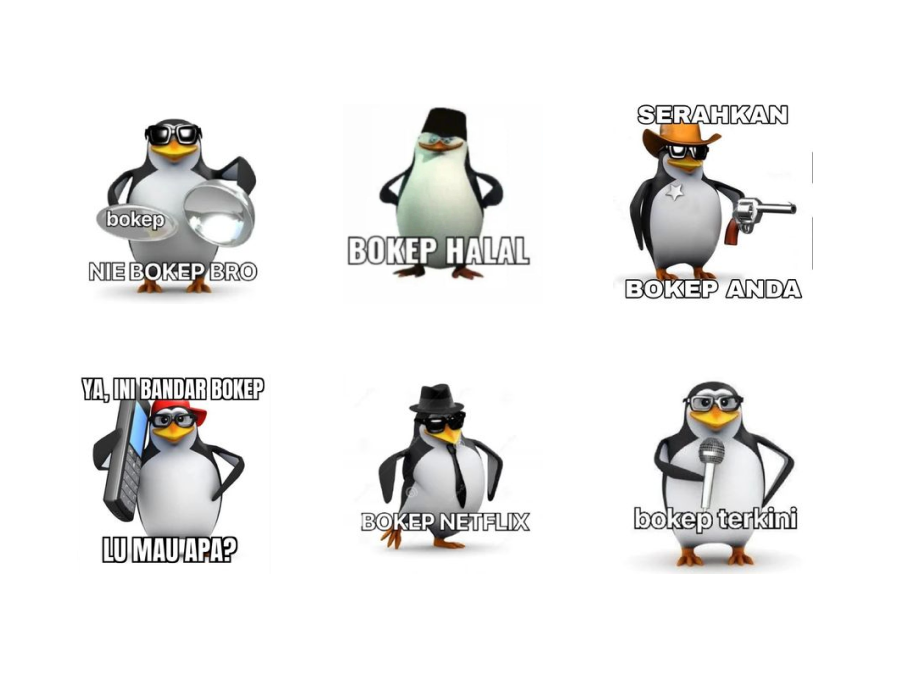 bokep
NIE BOKEP BRO
BOKEP HALAL
SERAHKAN
BOKEP ANDA
YA, INI BANDAR BOKEP
LU MAU APA?
BOKEP NETFLIX
bokep terkini